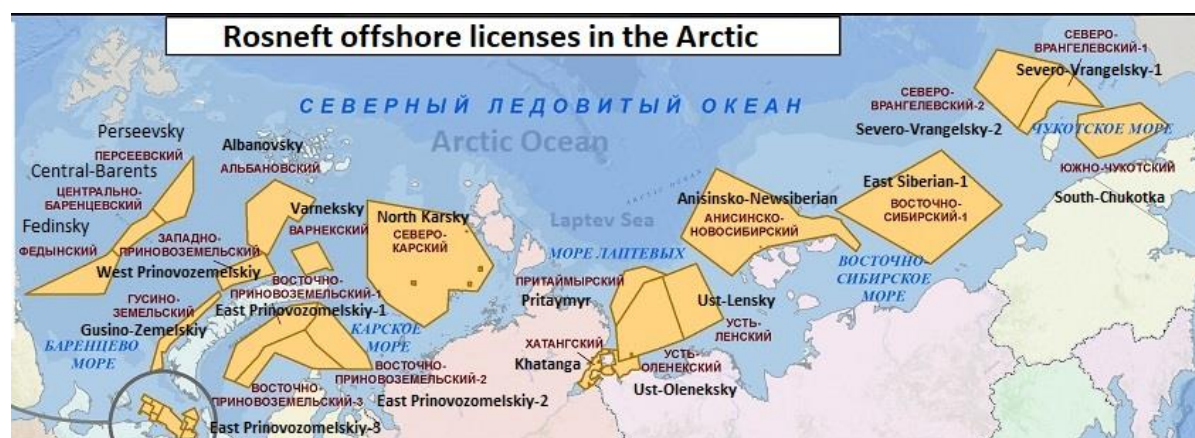 Rosneft offshore licenses in the Arctic
СЕВЕРО-
ВРАНГЕЛЕВСКИЙ-1
Severo-Vrangelsky-1
СЕВЕРО-
ВРАНГЕЛЕВСКИЙ-2
Severo-Vrangelsky-2
ЧУКОТСКОЕ МОРЕ
СЕВЕРНЫЙ ЛЕДОВИТЫЙ ОКЕАН
Arctic Ocean
Perseevsky
ПЕРСЕЕВСКИЙ
Albanovsky
АЛЬБАНОВСКИЙ
Central-Barents
ЦЕНТРАЛЬНО-
БАРЕНЦЕВСКИЙ
Fedinsky
ФЕДЫНСКИЙ
ЗАПАДНО-
ПРИНОВОЗЕМЕЛЬСКИЙ
West Prinovozemelskiy
Varneksky
ВАРНЕКСКИЙ
North Karsky
СЕВЕРО-
КАРСКИЙ
Laptev Sea
МОРЕ ЛАПТЕВЫХ
Anisinsko-Newsiberian
АНИСИНСКО-
НОВОСИБИРСКИЙ
East Siberian-1
ВОСТОЧНО-
СИБИРСКИЙ-1
ЮЖНО-ЧУКОТСКИЙ
South-Chukotka
ВОСТОЧНО-
СИБИРСКОЕ
МОРЕ
ГУСИНО-
ЗЕМЕЛЬСКИЙ
Gusino-Zemelskiy
БАРЕНЦЕВО
МОРЕ
ВОСТОЧНО-
ПРИНОВОЗЕМЕЛЬСКИЙ-1
East Prinovozomelskiy-1
КАРСКОЕ
МОРЕ
ПРИТАЙМЫРСКИЙ
Pritaymyr
Ust-Lensky
УСТЬ-
ЛЕНСКИЙ
ХАТАНГСКИЙ
Khatanga
УСТЬ-
ОЛЕНЕКСКИЙ
Ust-Oleneksky
ВОСТОЧНО-
ПРИНОВОЗЕМЕЛЬСКИЙ-2
East Prinovozomelskiy-2
ВОСТОЧНО-
ПРИНОВОЗЕМЕЛЬСКИЙ-3
East Prinovozomelskiy-3